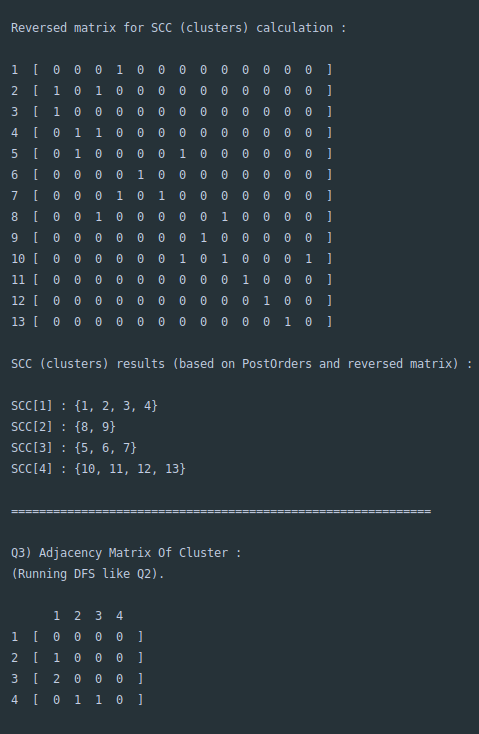 Reversed matrix for SCC (clusters) calculation :
1 [ 0 0 0 1 0 0 0 0 0 0 0 0 0 ]
2 [ 1 0 1 0 0 0 0 0 0 0 0 0 0 ]
3 [ 1 0 0 0 0 0 0 0 0 0 0 0 0 ]
4 [ 0 1 1 0 0 0 0 0 0 0 0 0 0 ]
5 [ 0 1 0 0 0 0 1 0 0 0 0 0 0 ]
6 [ 0 0 0 0 1 0 0 0 0 0 0 0 0 ]
7 [ 0 0 0 1 0 1 0 0 0 0 0 0 0 ]
8 [ 0 0 1 0 0 0 0 0 1 0 0 0 0 ]
9 [ 0 0 0 0 0 0 0 1 0 0 0 0 0 ]
10 [ 0 0 0 0 0 0 1 0 1 0 0 0 1 ]
11 [ 0 0 0 0 0 0 0 0 0 1 0 0 0 ]
12 [ 0 0 0 0 0 0 0 0 0 0 1 0 0 ]
13 [ 0 0 0 0 0 0 0 0 0 0 0 1 0 ]
SCC (clusters) results (based on PostOrders and reversed matrix) :
SCC[1] : {1, 2, 3, 4}
SCC[2] : {8, 9}
SCC[3] : {5, 6, 7}
SCC[4] : {10, 11, 12, 13}
============================================================
Q3) Adjacency Matrix Of Cluster :
(Running DFS like Q2).
1 2 3 4
1 [ 0 0 0 0 ]
2 [ 1 0 0 0 ]
3 [ 2 0 0 0 ]
4 [ 0 1 1 0 ]